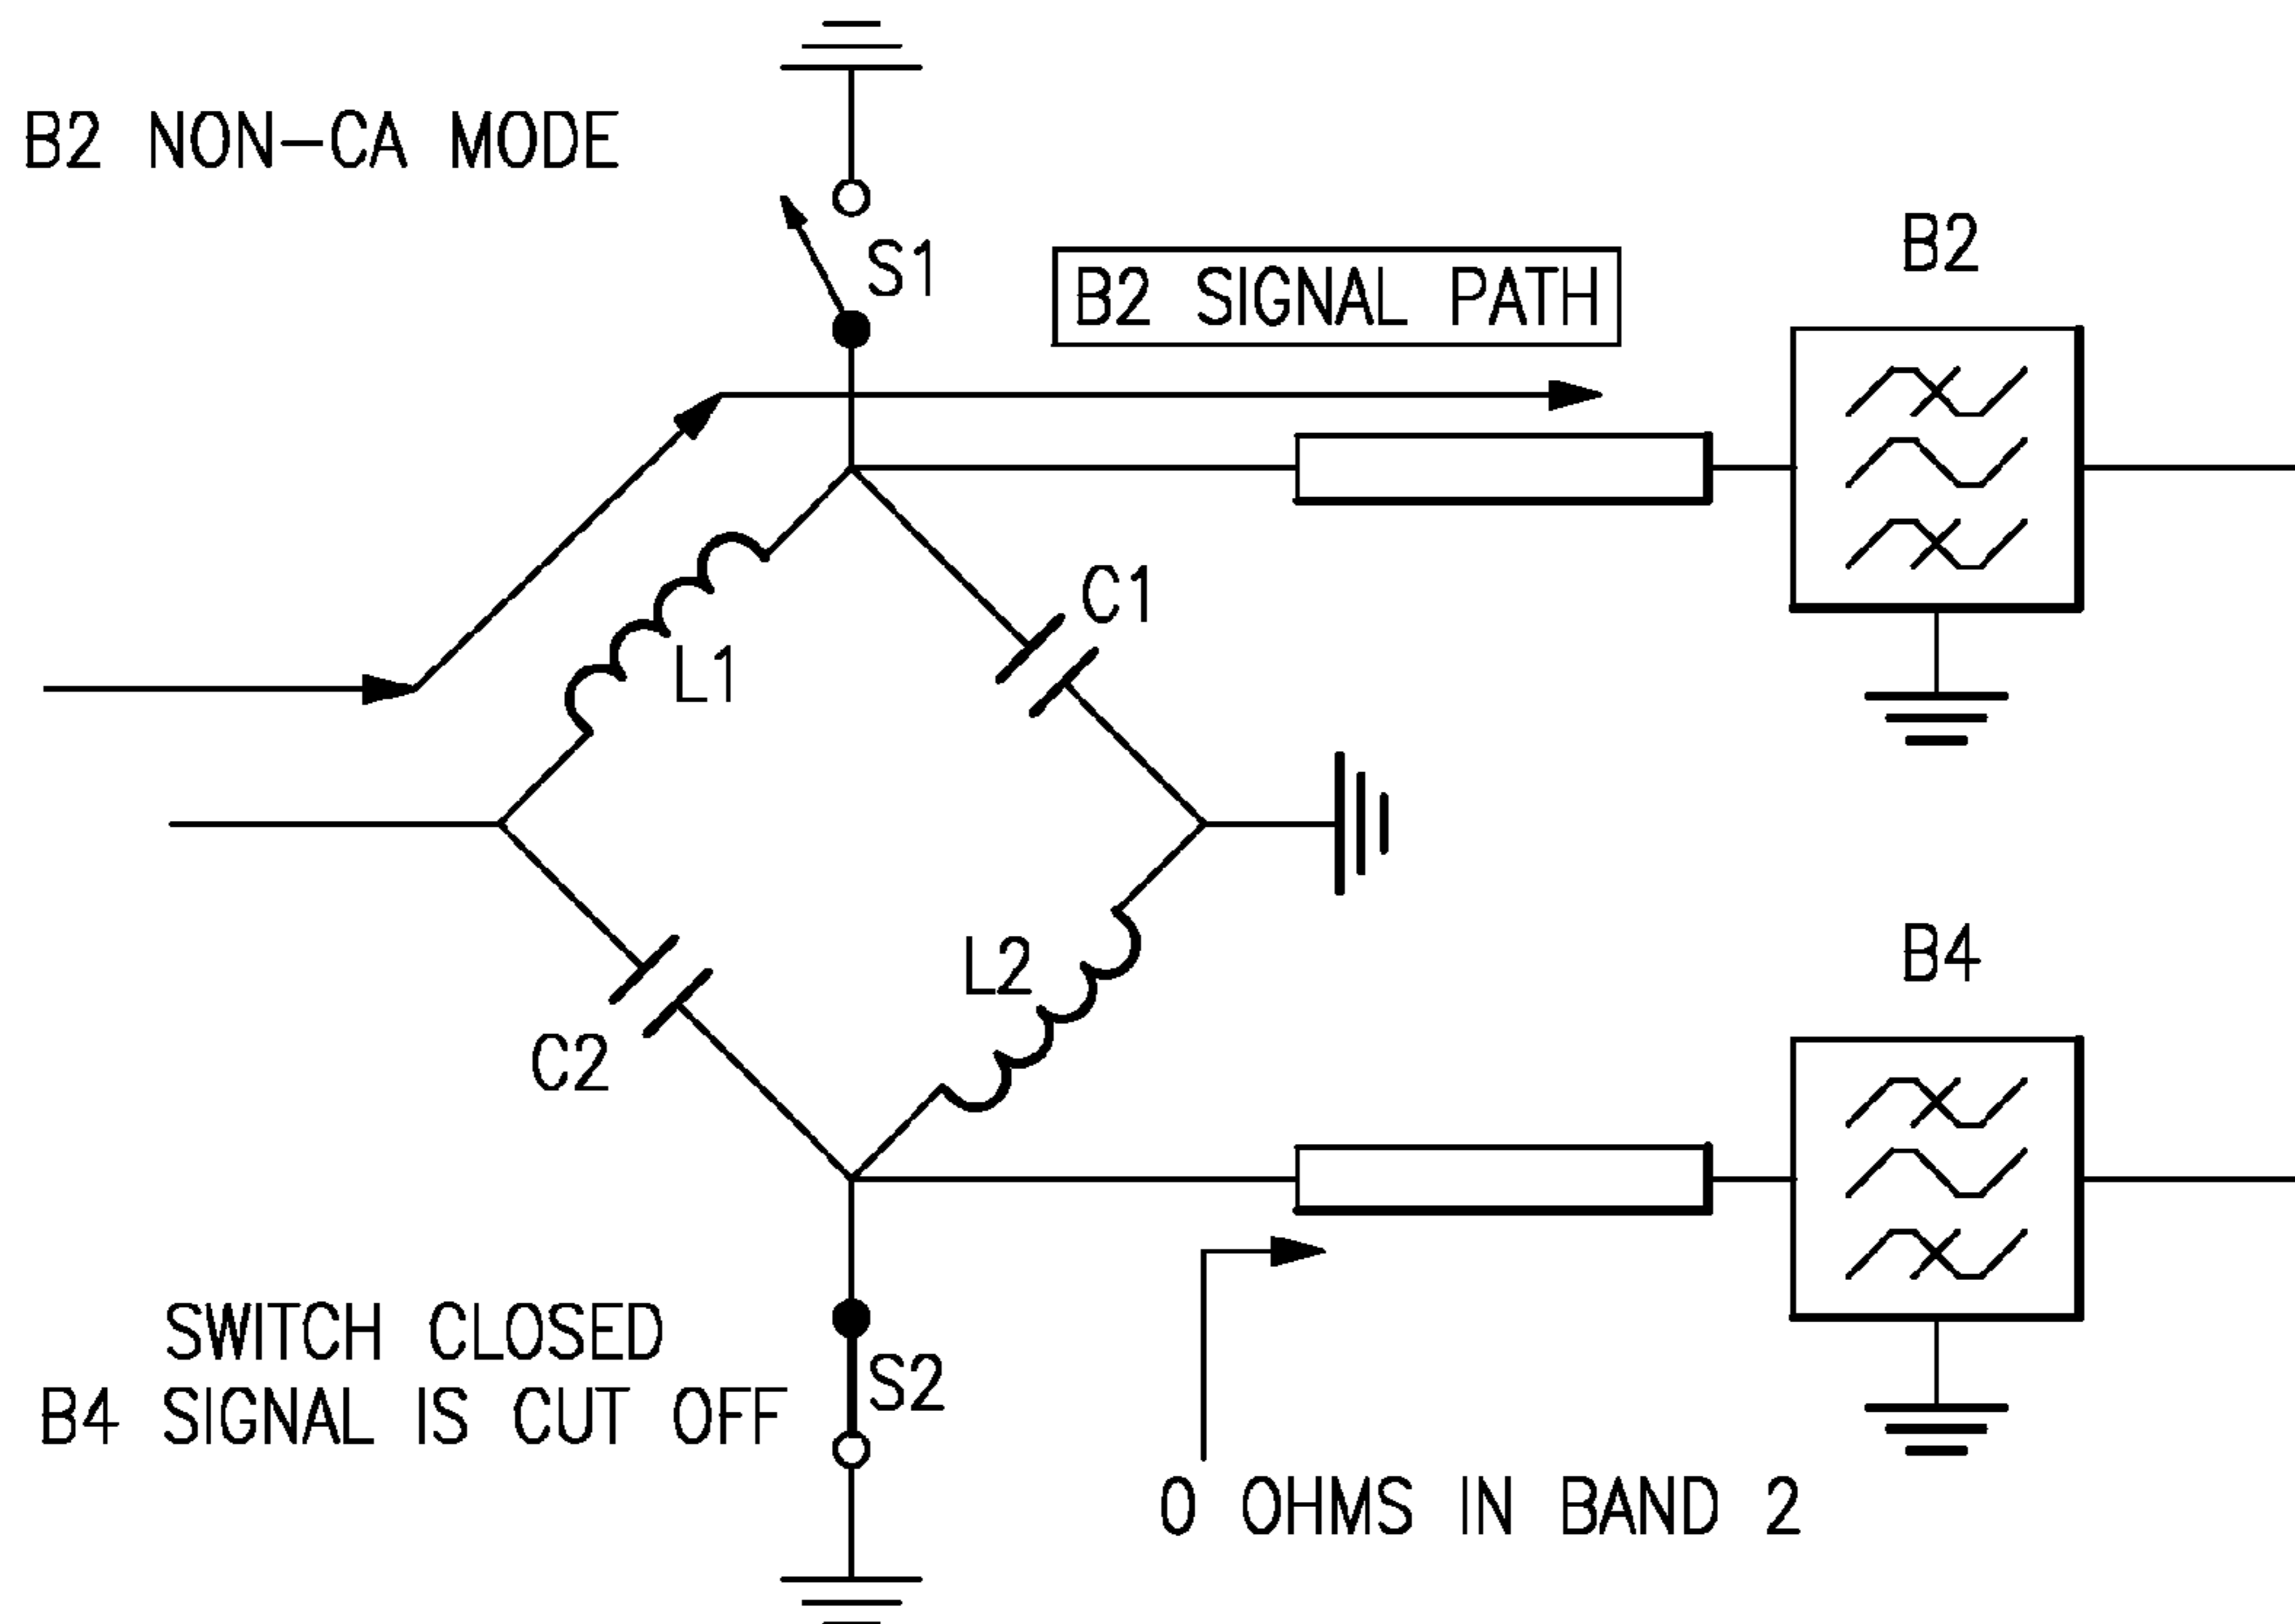 B2 NON-CA MODE
S1
B2 SIGNAL PATH
B2
C1
L1
L2
C2
B4
SWITCH CLOSED
B4 SIGNAL IS CUT OFF
S2
0 OHMS IN BAND 2